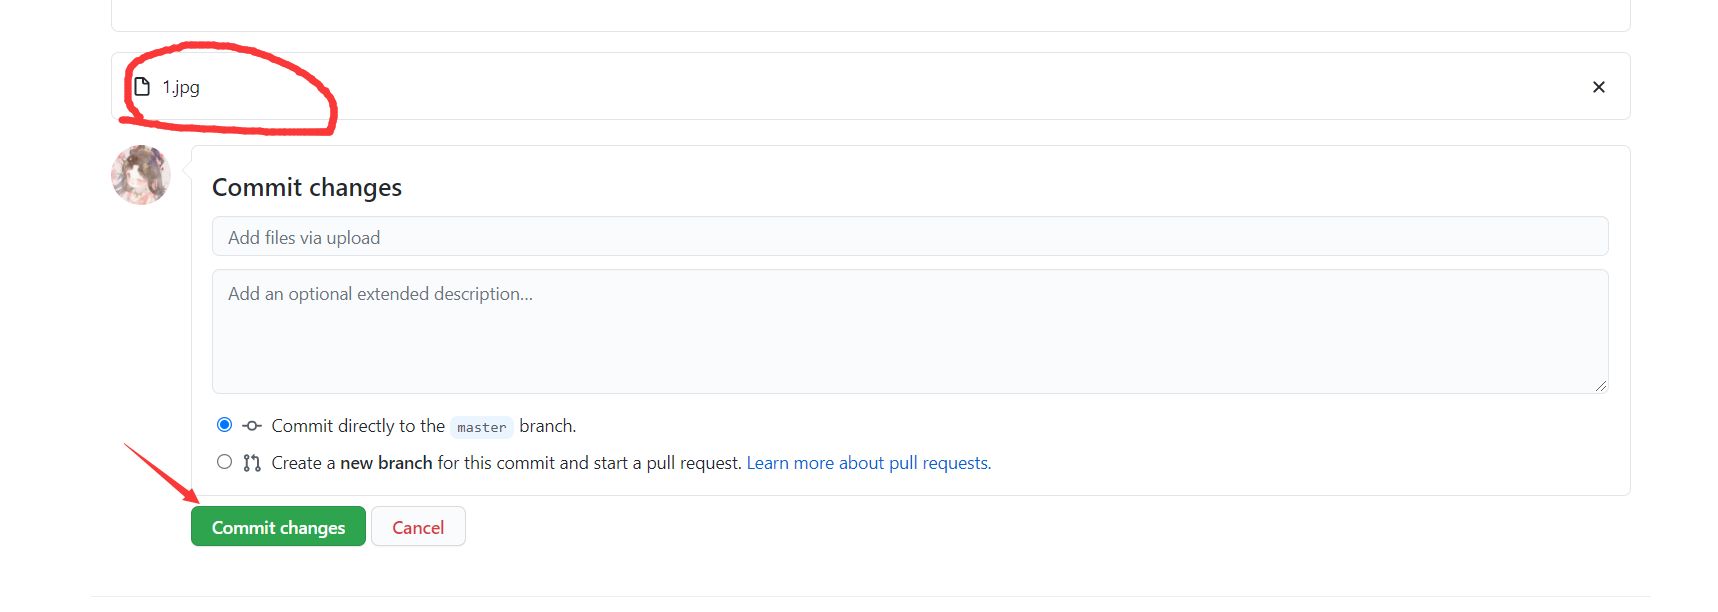 1.jpg
Commit changes
Add files via upload
Add an optional extended description...
Commit directly to the master branch.
Create a new branch for this commit and start a pull request. Learn more about pull requests.
Commit changes Cancel